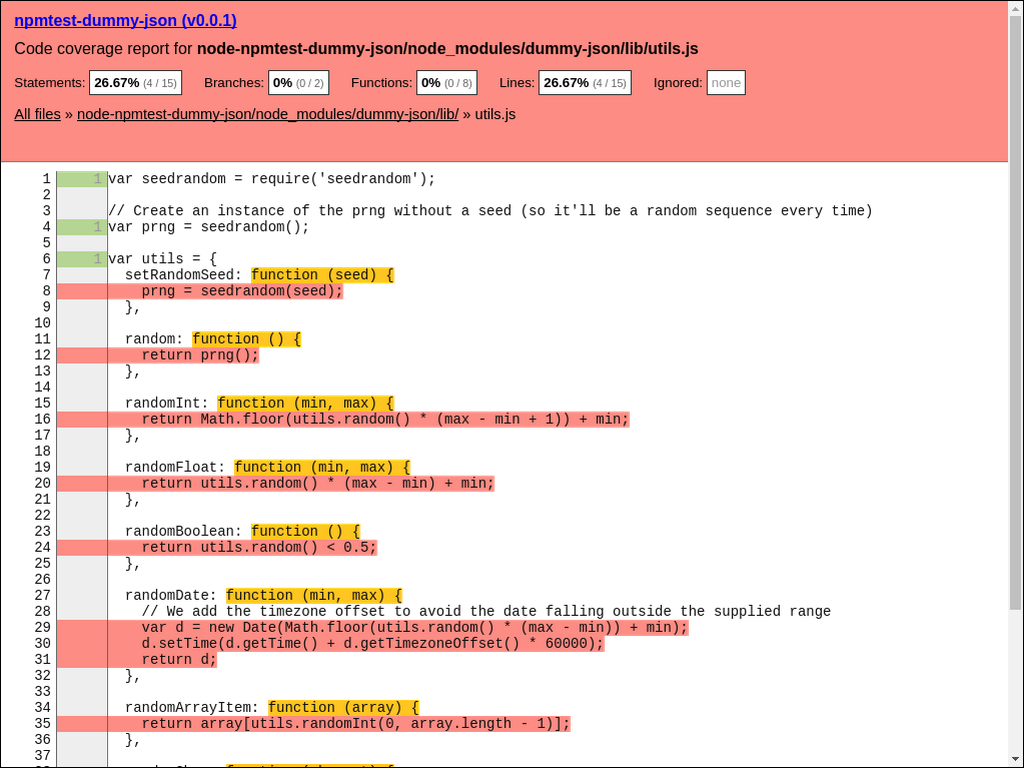 npmtest-dummy-json (v0.0.1)
Code coverage report for node-npmtest-dummy-json/node_modules/dummy-json/lib/utils.js
Statements: 26.67% (4 / 15) Branches: 0% (0 / 2) Functions: 0% (0 / 8) Lines: 26.67% (4 / 15) Ignored: none
All files » node-npmtest-dummy-json/node_modules/dummy-json/lib/ » utils.js
1 1 var seedrandom = require('seedrandom');
2
3 // Create an instance of the prng without a seed (so it'll be a random sequence every time)
4 1 var prng = seedrandom();
5
6 1 var utils = {
7 setRandomSeed: function (seed) {
8 prng = seedrandom(seed);
9 },
10
11 random: function () {
12 return prng();
13 },
14
15 randomInt: function (min, max) {
16 return Math.floor(utils.random() * (max - min + 1)) + min;
17 },
18
19 randomFloat: function (min, max) {
20 return utils.random() * (max - min) + min;
21 },
22
23 randomBoolean: function () {
24 return utils.random() < 0.5;
25 },
26
27 randomDate: function (min, max) {
28 // We add the timezone offset to avoid the date falling outside the supplied range
29 var d = new Date(Math.floor(utils.random() * (max - min)) + min);
30 d.setTime(d.getTime() + d.getTimezoneOffset() * 60000);
31 return d;
32 },
33
34 randomArrayItem: function (array) {
35 return array[utils.randomInt(0, array.length - 1)];
36 },
37